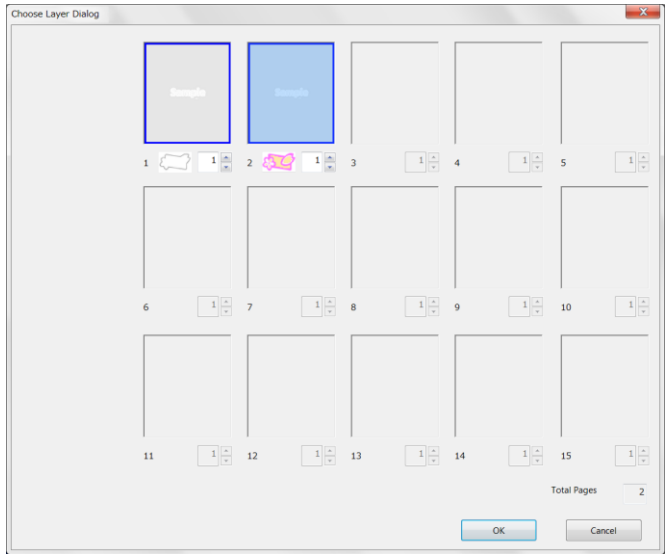 Choose Layer Dialog
Sample Sample
1 1 2 1 3 1 4 1 5 1
6 1 7 1 8 1 9 1 10 1
11 1 12 1 13 1 14 1 15 1
Total Pages 2
OK Cancel